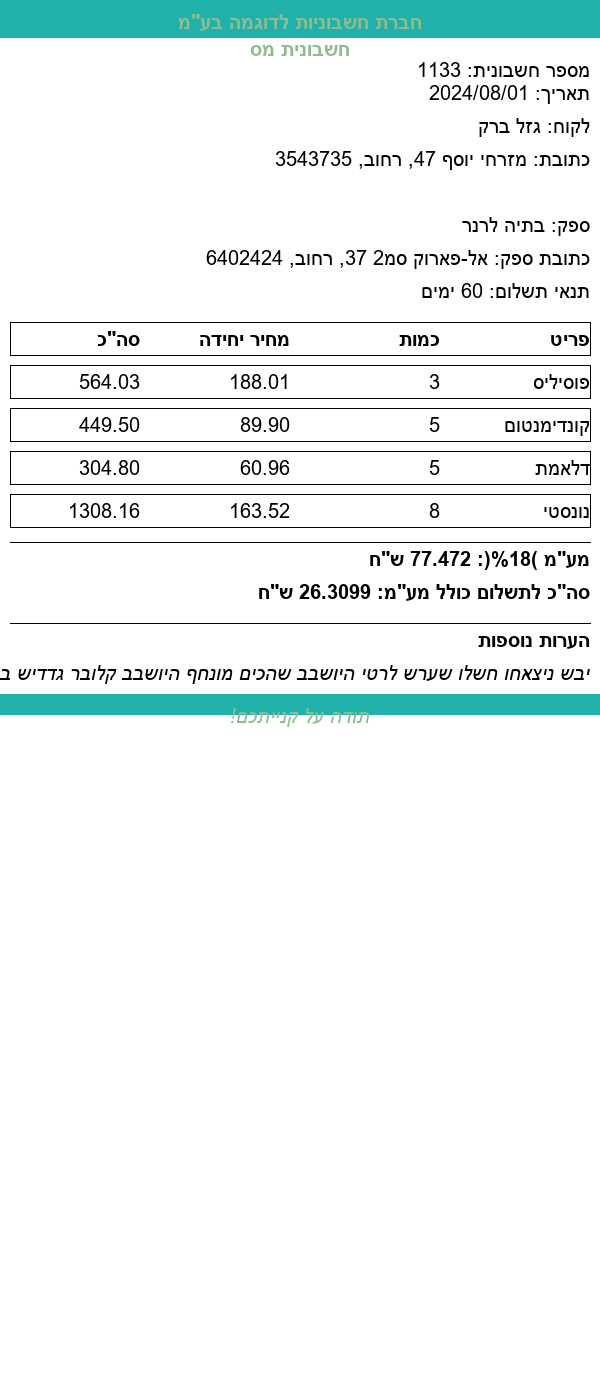 חברת חשבוניות לדוגמה בע"מ
חשבונית מס
מספר חשבונית: 1133
תאריך: 2024/08/01
לקוח: גזל ברק
כתובת: מזרחי יוסף 47, רחוב, 3543735
ספק: בתיה לרנר
כתובת ספק: אל-פארוק סמ2 37, רחוב, 6402424
תנאי תשלום: 60 ימים
פריט כמות מחיר יחידה סה"כ
פוסיליס 3 188.01 564.03
קונדימנטום 5 89.90 449.50
דלאמת 5 60.96 304.80
נונסטי 8 163.52 1308.16
מע"מ )18%(: 77.472 ש"ח
סה"כ לתשלום כולל מע"מ: 26.3099 ש"ח
הערות נוספות
יבש ניצאחו חשלו שערש לרטי היושבב שהכים מונחף היושבב קלובר גדדיש ב
תודה על קנייתכם!